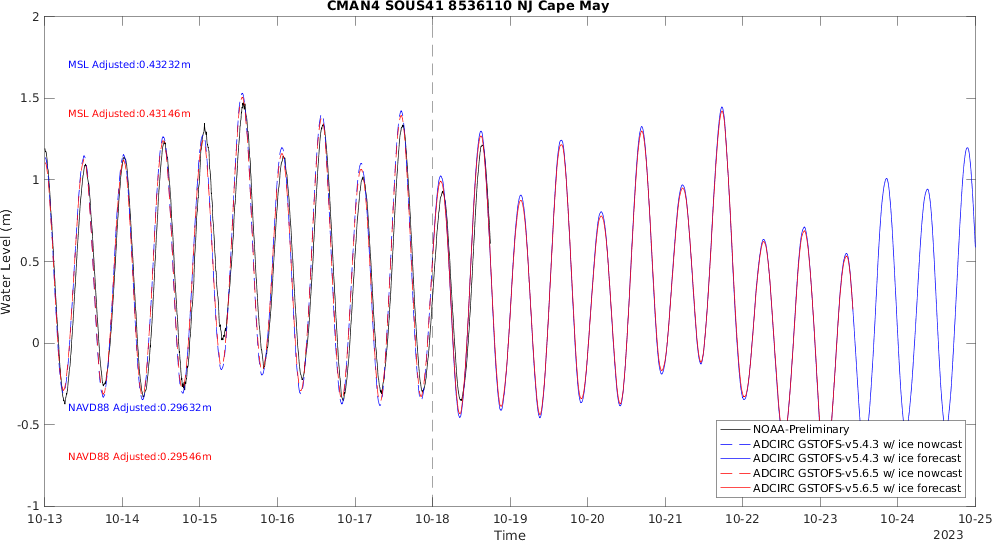 CMAN4 SOUS41 8536110 NJ Cape May
2
1.5
1
0.5
0
-0.5
-1
Water Level (m)
MSL Adjusted:0.43232m
MSL Adjusted:0.43146m
NAVD88 Adjusted:0.29632m
NAVD88 Adjusted:0.29546m
NOAA-Preliminary
ADCIRC GSTOFS-v5.4.3 w/ ice nowcast
ADCIRC GSTOFS-v5.4.3 w/ ice forecast
ADCIRC GSTOFS-v5.6.5 w/ ice nowcast
ADCIRC GSTOFS-v5.6.5 w/ ice forecast
10-13 10-14 10-15 10-16 10-17 10-18 10-19 10-20 10-21 10-22 10-23 10-24 10-25
Time
2023